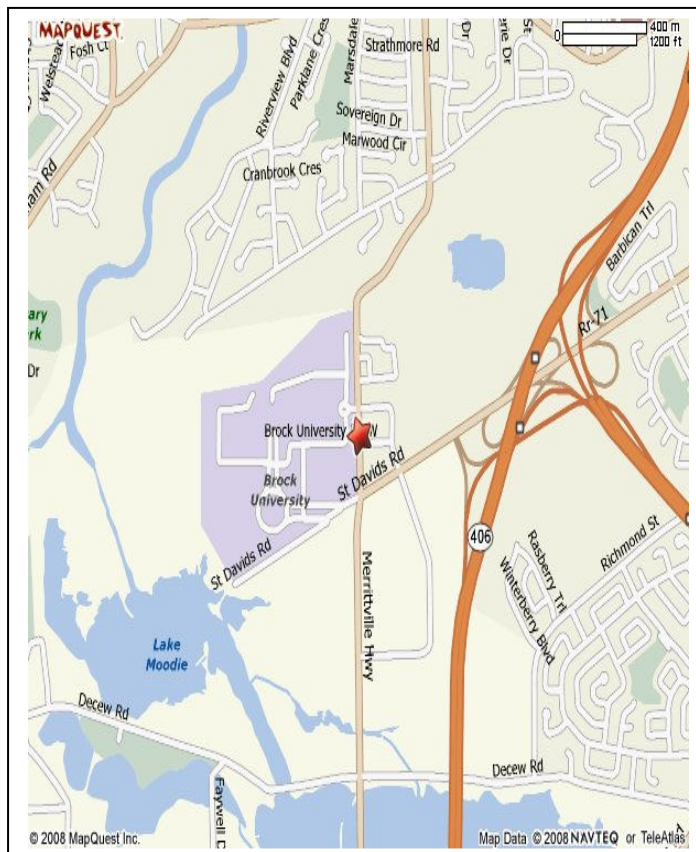 MAPQUEST.
400 m
0
1200 ft
Fosh Ct
Welstead
Riverview Blvd
Parklane Cres
Marsdale
Strathmore Rd
Dr
St
Sovereign Dr
Marwood Cir
Cranbrook Cres
ham Rd
Barbican Trl
Rr-71
ary
rk
Dr
Brock University
W
Brock
University
St Davids Rd
St Davids Rd
406
Richmond St
Rasberry Trl
Winterberry Blvd
Merrittville Hwy
Lake
Moodie
Decew Rd
Decew Rd
Faywell D
© 2008 MapQuest Inc.
Map Data © 2008 NAVTEQ or TeleAtlas